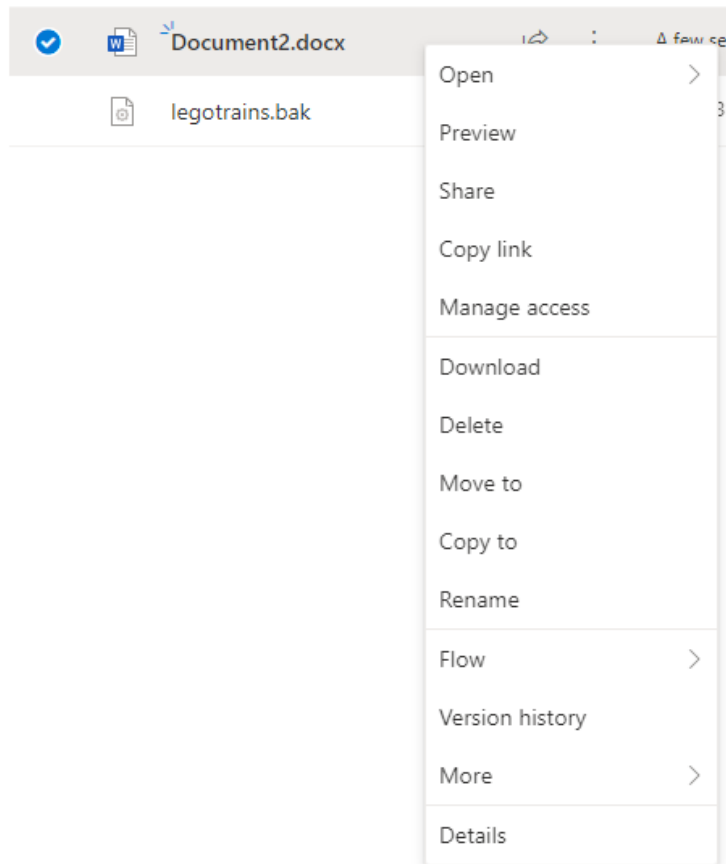 Document2.docx
A few se
legotrains.bak
Open
Preview
Share
Copy link
Manage access
Download
Delete
Move to
Copy to
Rename
Flow
Version history
More
Details